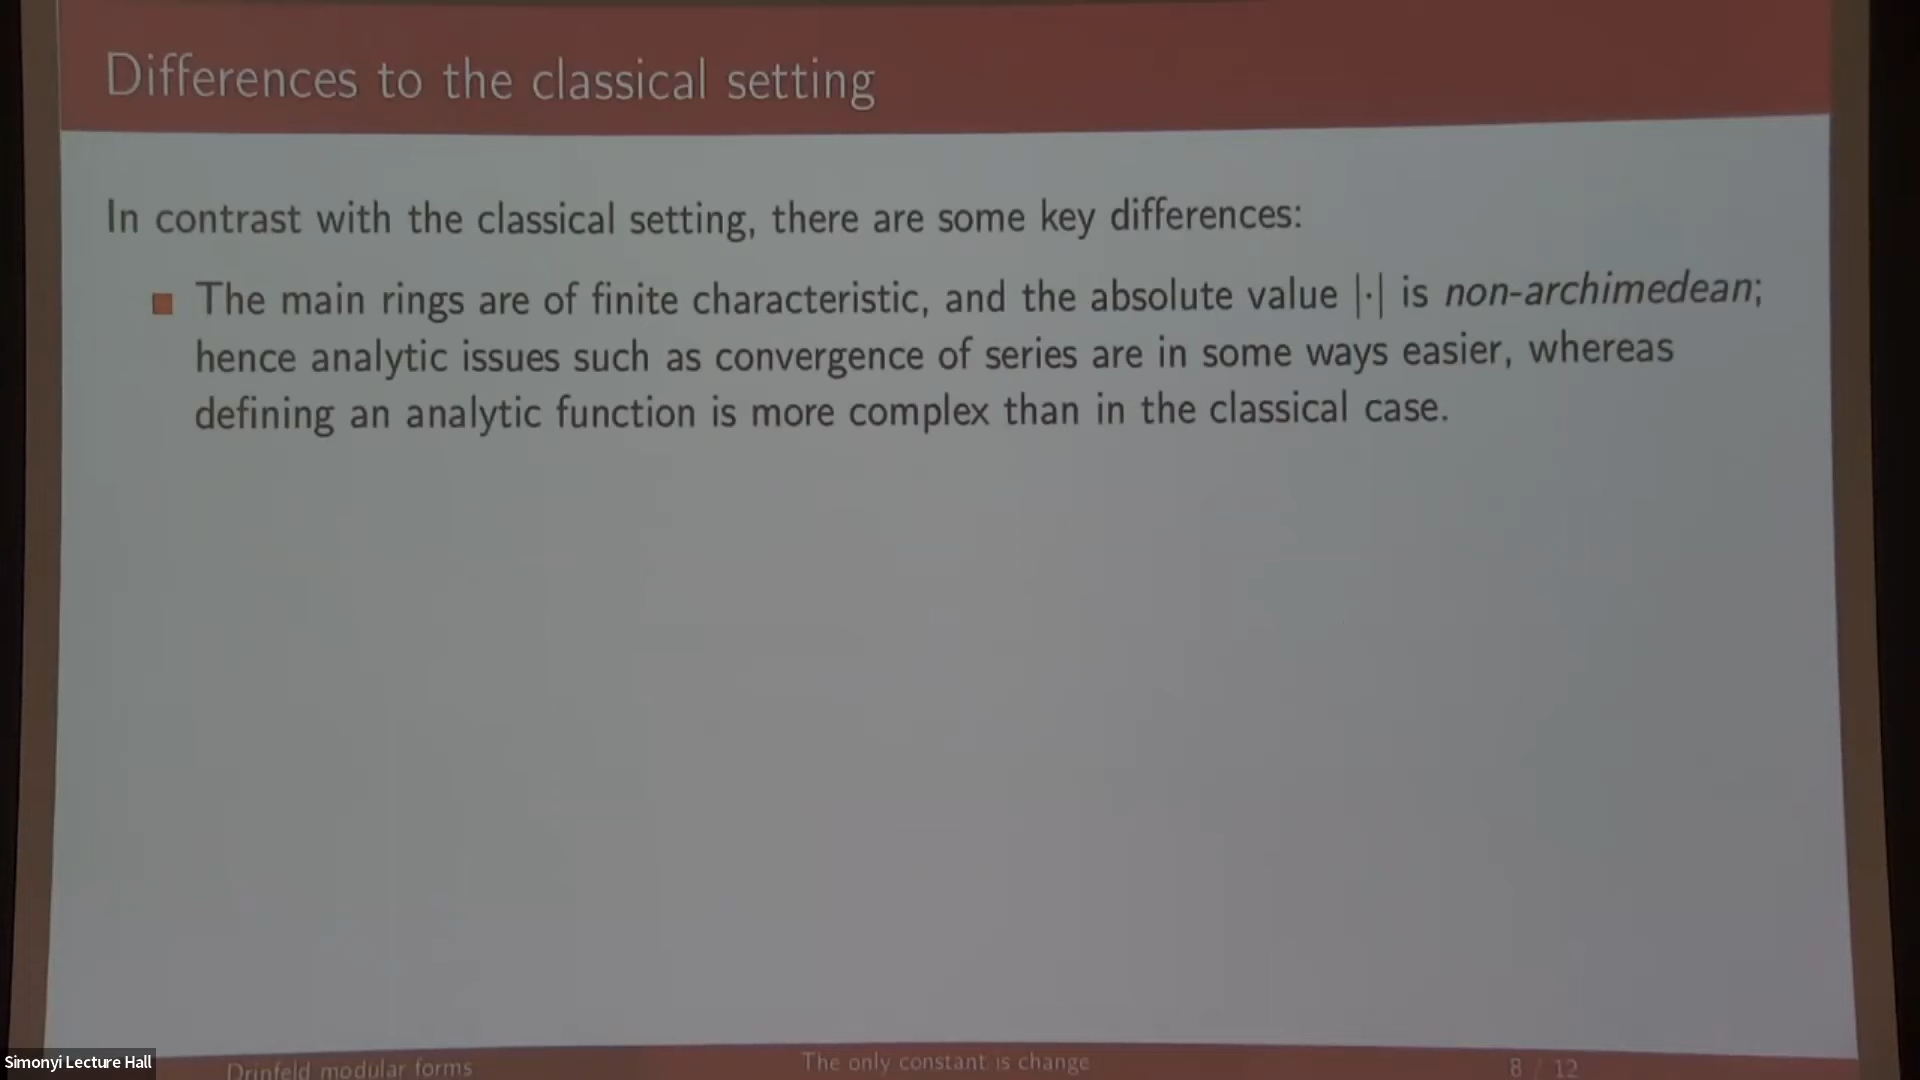 Differences to the classical setting
In contrast with the classical setting, there are some key differences:
■ The main rings are of finite characteristic, and the absolute value |·| is non-archimedean;
hence analytic issues such as convergence of series are in some ways easier, whereas
defining an analytic function is more complex than in the classical case.
Simonyi Lecture Hall
Drinfeld modular forms
The only constant is change
8 / 12